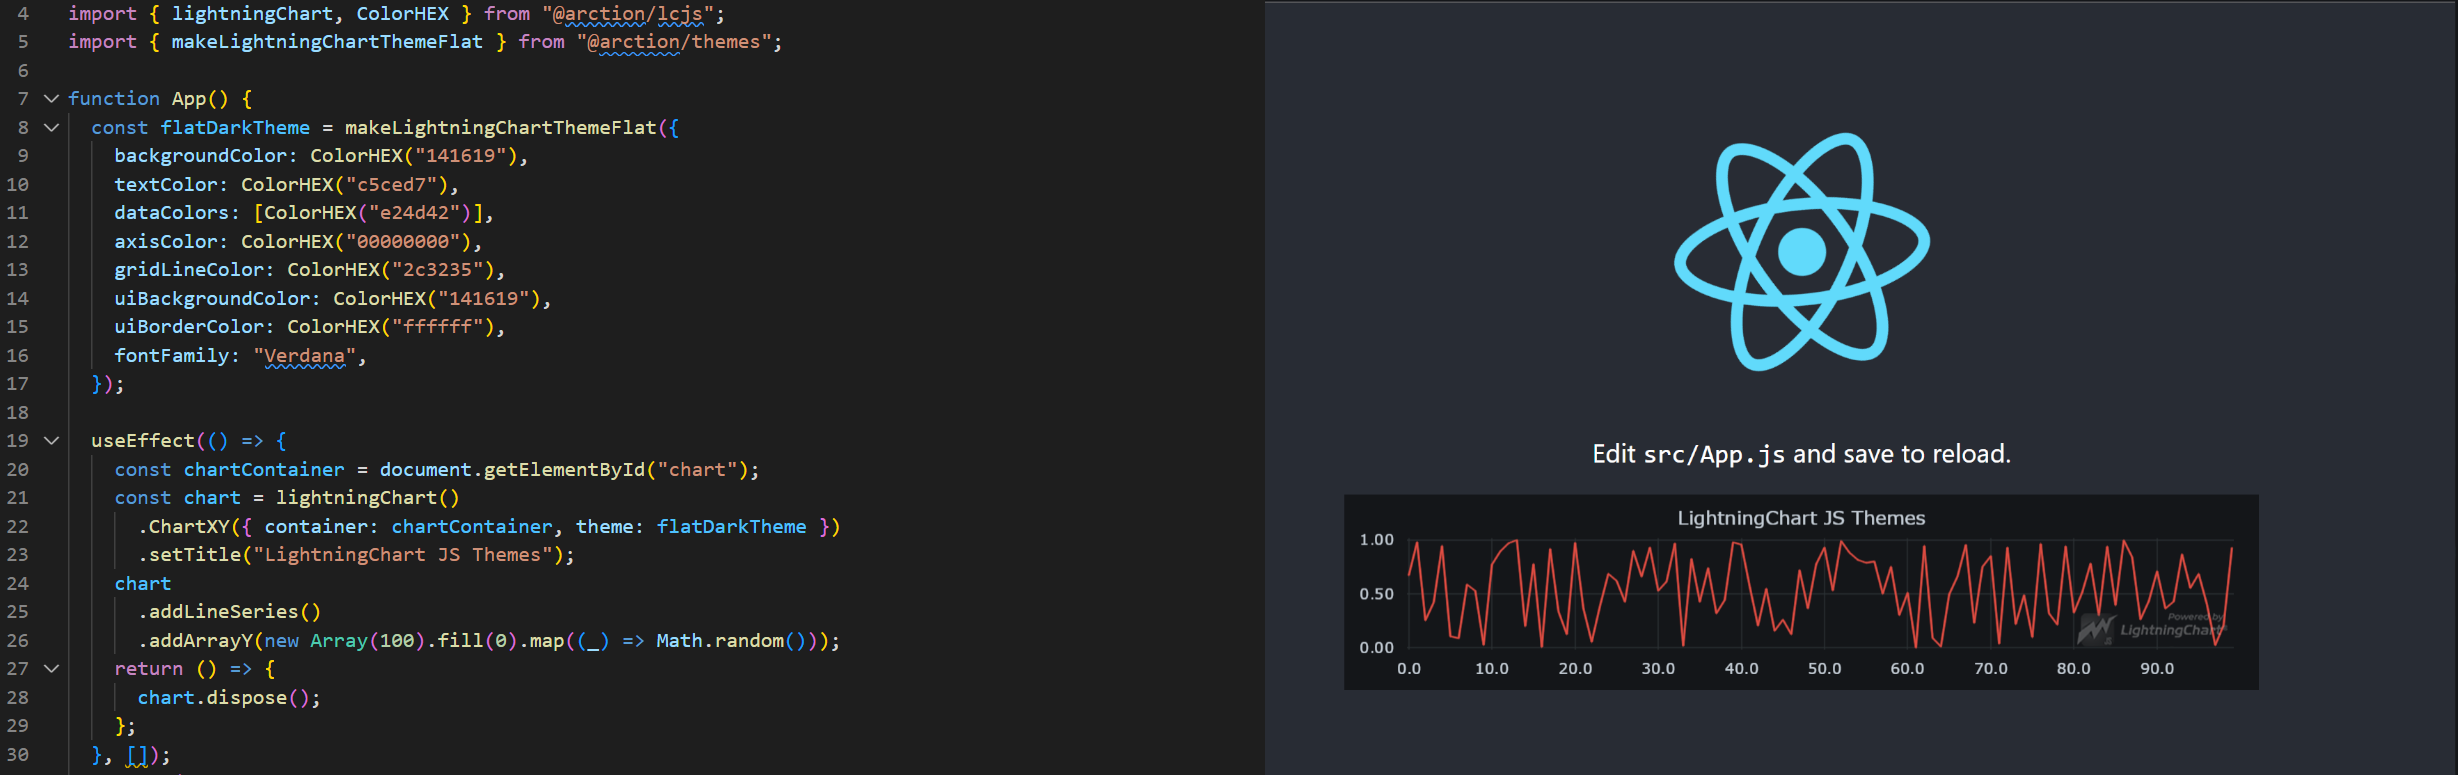 4 import { lightningChart, ColorHEX } from "@arction/lcjs";
5 import { makeLightningChartThemeFlat } from "@arction/themes";
6
7 function App() {
8 const flatDarkTheme = makeLightningChartThemeFlat({
9 backgroundColor: ColorHEX("141619"),
10 textColor: ColorHEX("c5ced7"),
11 dataColors: [ColorHEX("e24d42")],
12 axisColor: ColorHEX("00000000"),
13 gridLineColor: ColorHEX("2c3235"),
14 uiBackgroundColor: ColorHEX("141619"),
15 uiBorderColor: ColorHEX("ffffff"),
16 fontFamily: "Verdana",
17 });
18
19 useEffect(() => {
20 const chartContainer = document.getElementById("chart");
21 const chart = lightningChart()
22 .ChartXY({ container: chartContainer, theme: flatDarkTheme })
23 .setTitle("LightningChart JS Themes");
24 chart
25 .addLineSeries()
26 .addArrayY(new Array(100).fill(0).map((_) => Math.random()));
27 return () => {
28 chart.dispose();
29 };
30 }, []);
Edit src/App.js and save to reload.
LightningChart JS Themes
1.00
0.50
0.00
Powered by
LightningChart
0.0 10.0 20.0 30.0 40.0 50.0 60.0 70.0 80.0 90.0